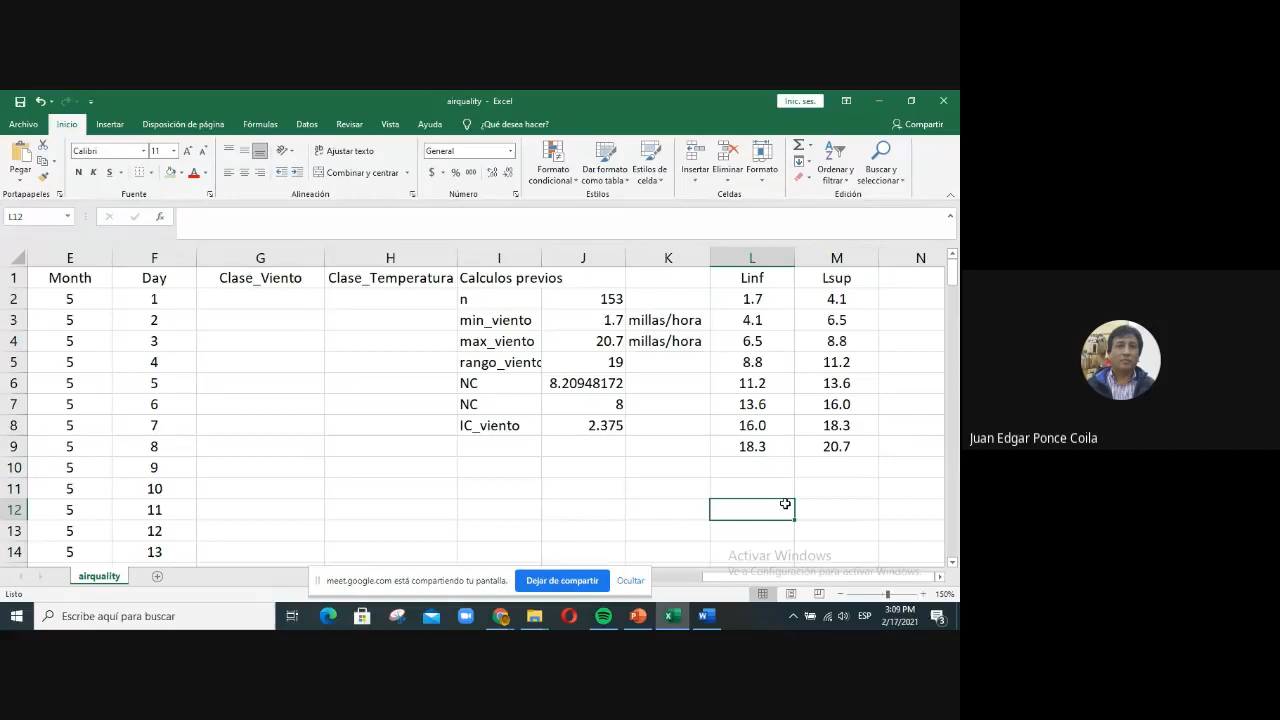 airquality - Excel
Inic. ses.
Archivo Inicio Insertar Disposición de página Fórmulas Datos Revisar Vista Ayuda ¿Qué desea hacer? Compartir
Pegar
Calibri 11
N K S
Ajustar texto
Combinar y centrar
General
$ % 000
Formato condicional
Dar formato como tabla
Estilos de celda
Insertar Eliminar Formato
Ordenar y filtrar
Buscar y seleccionar
Portapapeles Fuente Alineación Número Estilos Celdas Edición
L12 fx
E F G H I J K L M N
1 Month Day Clase_Viento Clase_Temperatura Calculos previos Linf Lsup
2 5 1 n 153 1.7 4.1
3 5 2 min_viento 1.7 millas/hora 4.1 6.5
4 5 3 max_viento 20.7 millas/hora 6.5 8.8
5 5 4 rango_viento 19 8.8 11.2
6 5 5 NC 8.20948172 11.2 13.6
7 5 6 NC 8 13.6 16.0
8 5 7 IC_viento 2.375 16.0 18.3
9 5 8 18.3 20.7
10 5 9
11 5 10
12 5 11
13 5 12
14 5 13
Activar Windows
Ve a Configuración para activar Windows.
airquality
meet.google.com está compartiendo tu pantalla. Dejar de compartir Ocultar
Listo 150%
Escribe aquí para buscar
ESP
3:09 PM
2/17/2021
3
Juan Edgar Ponce Coila